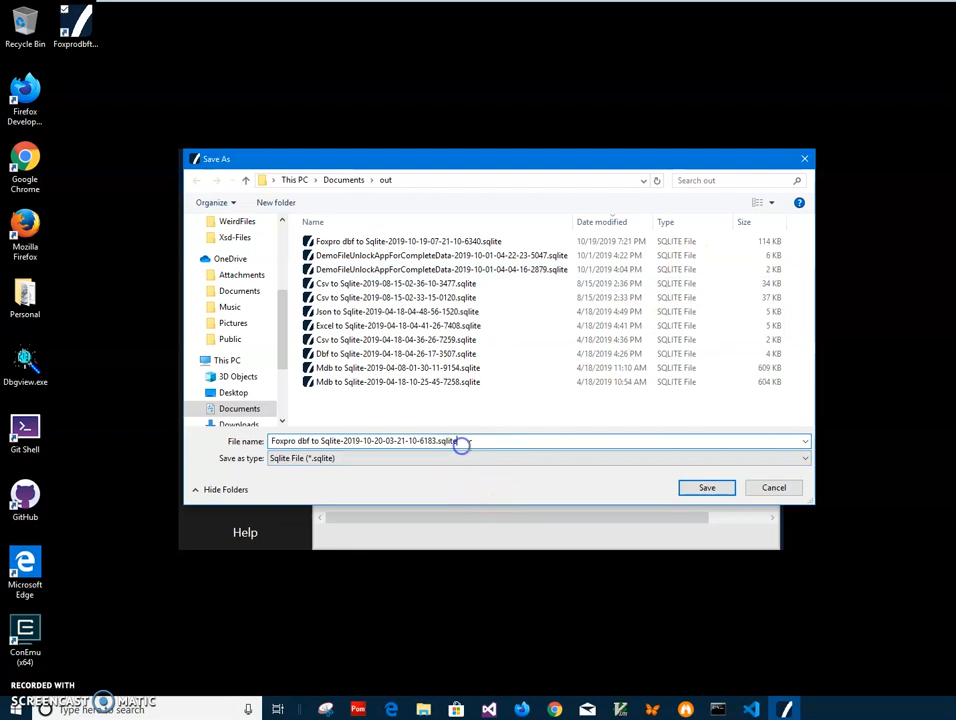 Recycle Bin
Foxprodbft...
Firefox
Develop...
Google
Chrome
Mozilla
Firefox
Personal
Dbgview.exe
Git Shell
GitHub
Microsoft
Edge
ConEmu
(x64)
Save As
This PC > Documents > out
Search out
Organize
New folder
WeirdFiles
Xsd-Files
OneDrive
Attachments
Documents
Music
Pictures
Public
This PC
3D Objects
Desktop
Documents
Downloads
Name Date modified Type Size
Foxpro dbf to Sqlite-2019-10-19-07-21-10-6340.sqlite 10/19/2019 7:21 PM SQLITE File 114 KB
DemoFileUnlockAppForCompleteData-2019-10-01-04-22-23-5047.sqlite 10/1/2019 4:22 PM SQLITE File 6 KB
DemoFileUnlockAppForCompleteData-2019-10-01-04-04-16-2879.sqlite 10/1/2019 4:04 PM SQLITE File 2 KB
Csv to Sqlite-2019-08-15-02-36-10-3477.sqlite 8/15/2019 2:36 PM SQLITE File 34 KB
Csv to Sqlite-2019-08-15-02-33-15-0120.sqlite 8/15/2019 2:33 PM SQLITE File 37 KB
Json to Sqlite-2019-04-18-04-48-56-1520.sqlite 4/18/2019 4:49 PM SQLITE File 5 KB
Excel to Sqlite-2019-04-18-04-41-26-7408.sqlite 4/18/2019 4:41 PM SQLITE File 5 KB
Csv to Sqlite-2019-04-18-04-36-26-7259.sqlite 4/18/2019 4:36 PM SQLITE File 2 KB
Dbf to Sqlite-2019-04-18-04-26-17-3507.sqlite 4/18/2019 4:26 PM SQLITE File 4 KB
Mdb to Sqlite-2019-04-08-01-30-11-9154.sqlite 4/18/2019 11:10 AM SQLITE File 609 KB
Mdb to Sqlite-2019-04-18-10-25-45-7258.sqlite 4/18/2019 10:54 AM SQLITE File 604 KB
File name: Foxpro dbf to Sqlite-2019-10-20-03-21-10-6183.sqlite
Save as type: Sqlite File (*.sqlite)
Hide Folders
Save
Cancel
Help
RECORDED WITH
SCREENCAST MATIC
Type here to search
Pon